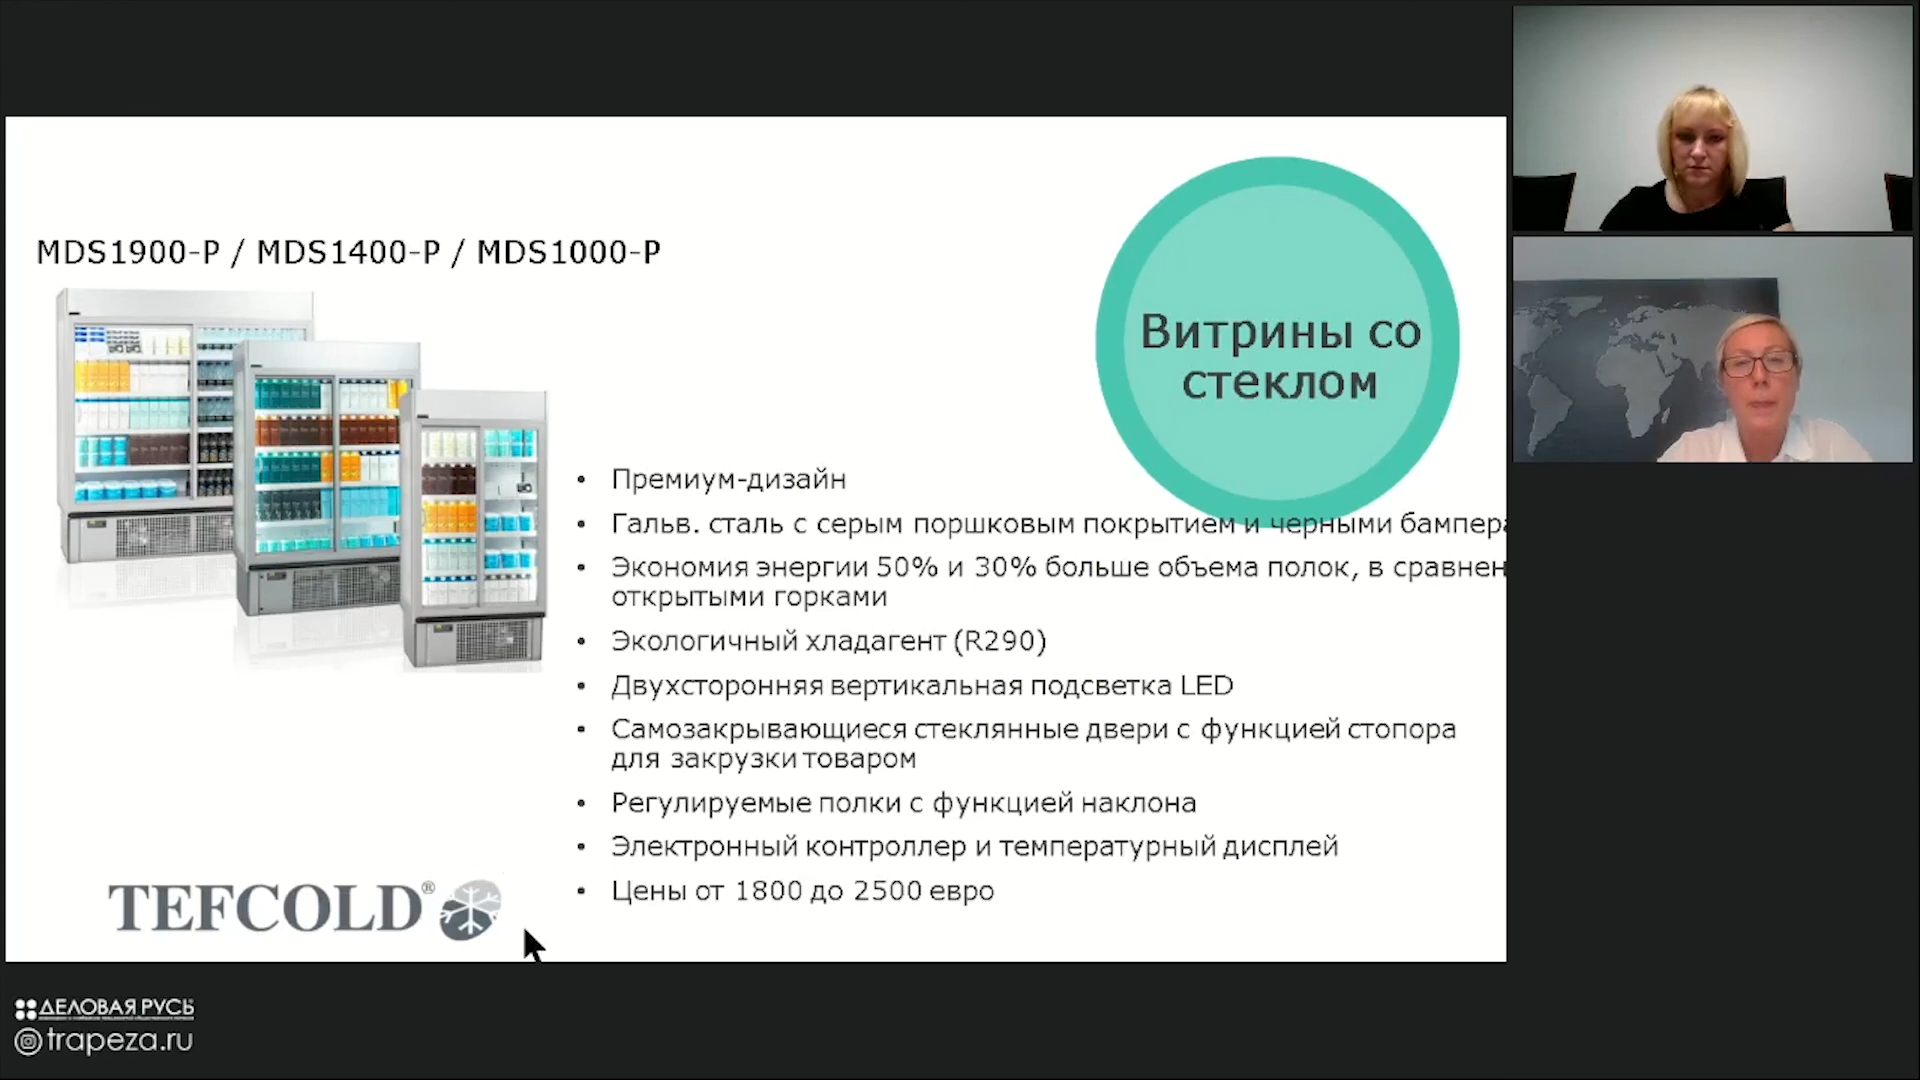 MDS1900-P / MDS1400-P / MDS1000-P
Витрины со
стеклом
• Премиум-дизайн
• Гальв. сталь с серым поршковым покрытием и черными бампера
• Экономия энергии 50% и 30% больше объема полок, в сравнен
открытыми горками
• Экологичный хладагент (R290)
• Двухсторонняя вертикальная подсветка LED
• Самозакрывающиеся стеклянные двери с функцией стопора
для закрузки товаром
• Регулируемые полки с функцией наклона
• Электронный контроллер и температурный дисплей
• Цены от 1800 до 2500 евро
TEFCOLD®
ДЕЛОВАЯ РУСЬ
trapeza.ru